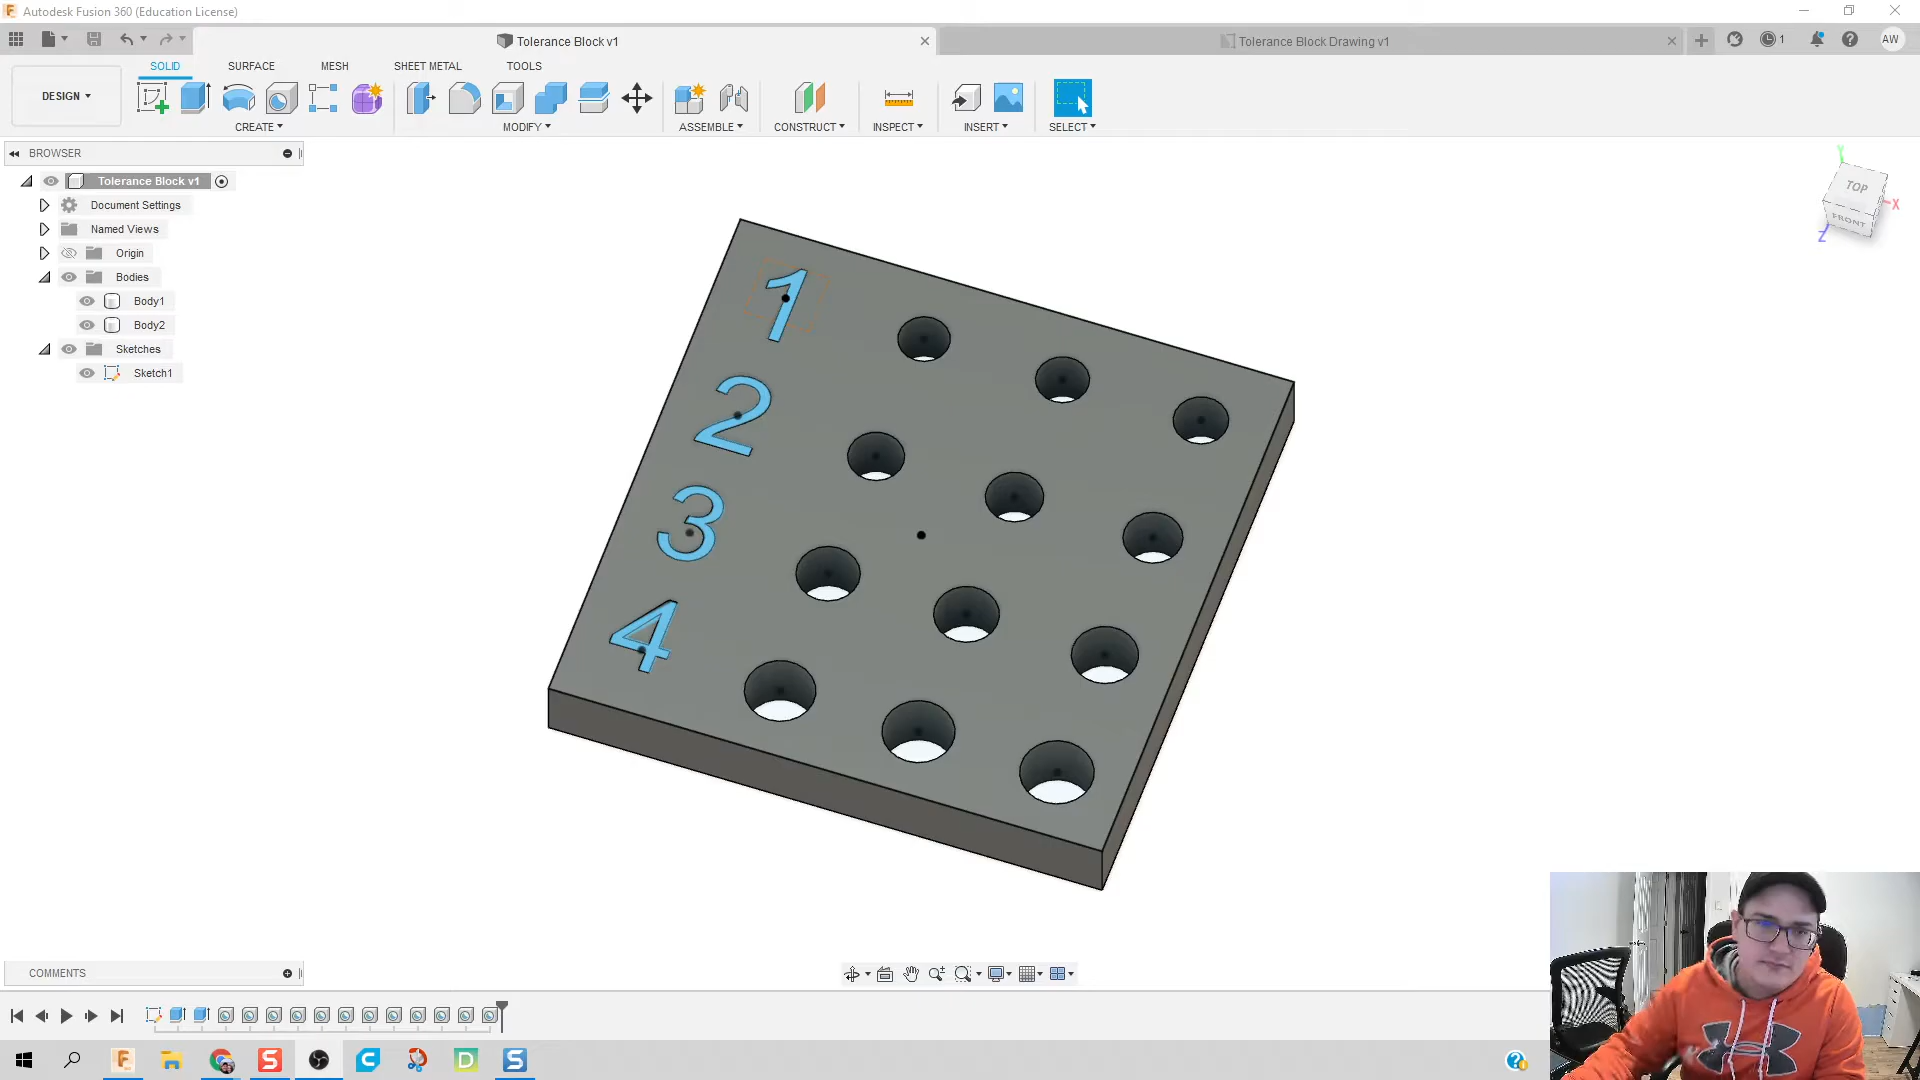 Autodesk Fusion 360 (Education License)
Tolerance Block v1
Tolerance Block Drawing v1
1
AW
DESIGN
SOLID
SURFACE
MESH
SHEET METAL
TOOLS
CREATE
MODIFY
ASSEMBLE
CONSTRUCT
INSPECT
INSERT
SELECT
BROWSER
Tolerance Block v1
Document Settings
Named Views
Origin
Bodies
Body1
Body2
Sketches
Sketch1
Y
TOP
X
FRONT
Z
1
2
3
4
COMMENTS